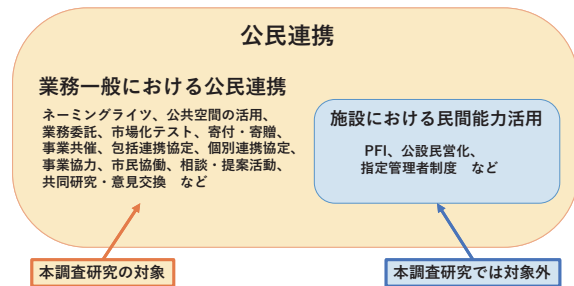 公民連携
業務一般における公民連携
ネーミングライツ、公共空間の活用、
業務委託、市場化テスト、寄付・寄贈、
事業共催、包括連携協定、個別連携協定、
事業協力、市民協働、相談・提案活動、
共同研究・意見交換 など
施設における民間能力活用
PFI、公設民営化、
指定管理者制度 など
本調査研究の対象
本調査研究では対象外